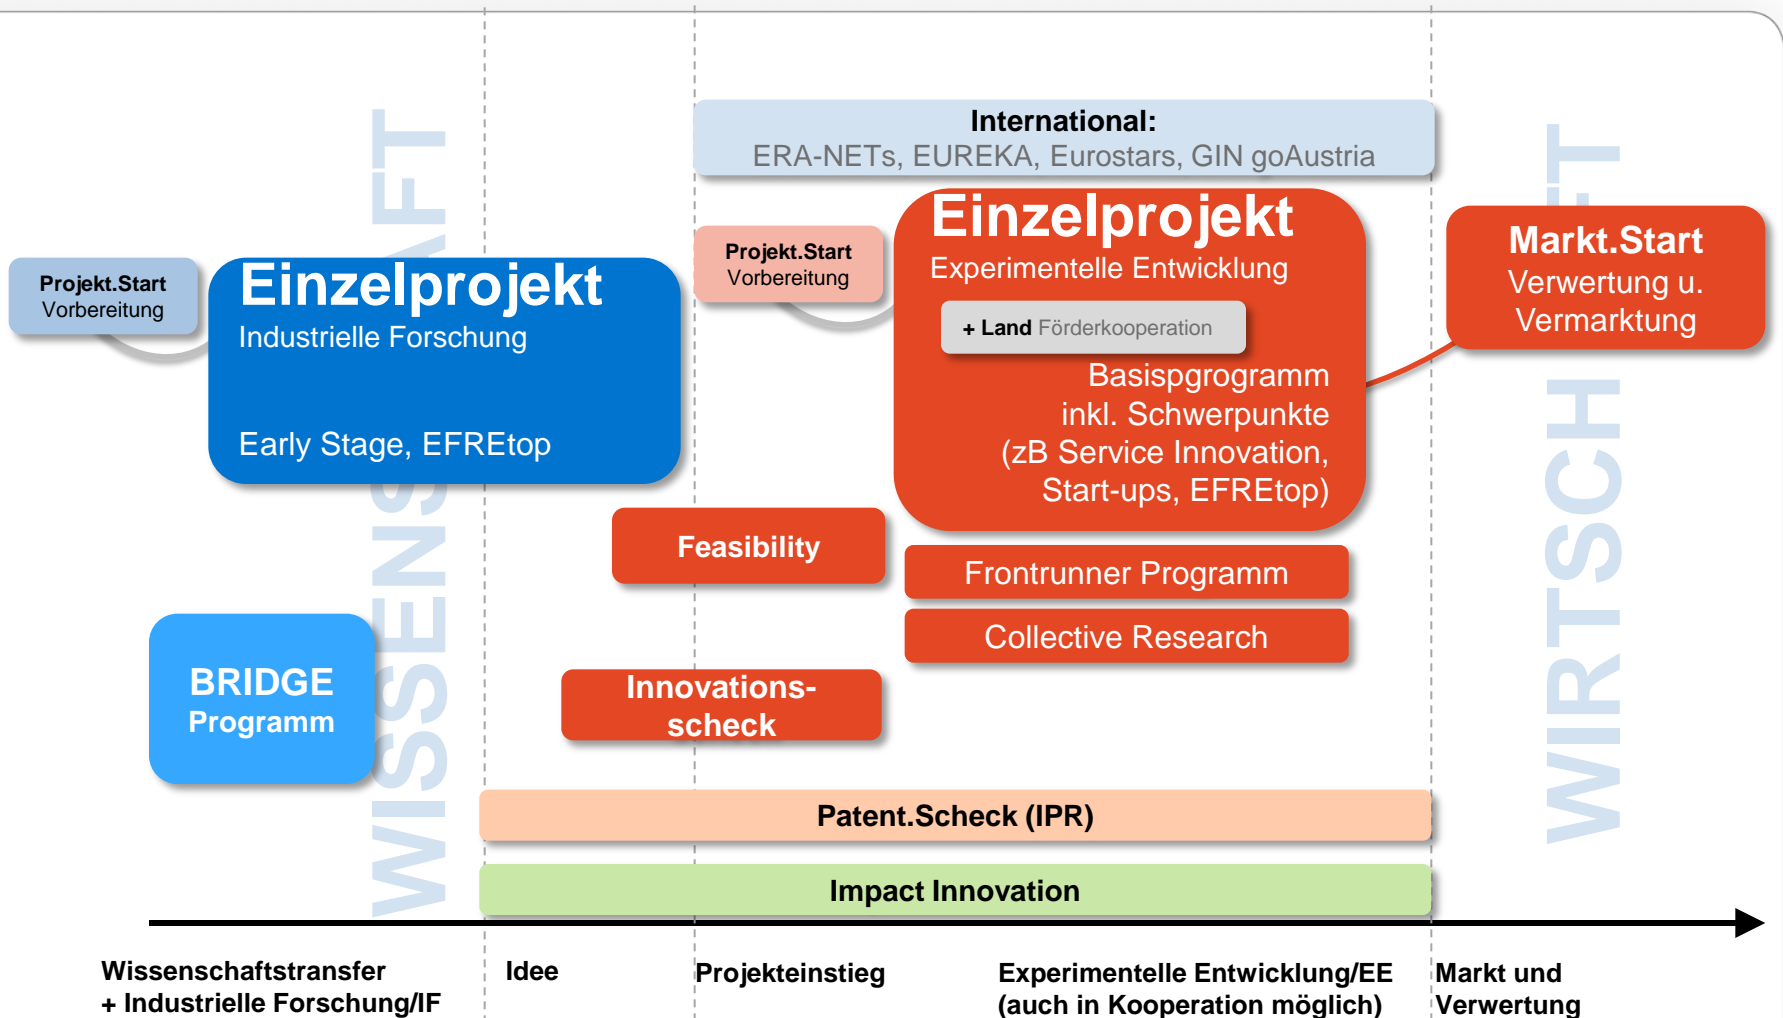 International:
ERA-NETs, EUREKA, Eurostars, GIN goAustria
Projekt.Start
Vorbereitung
Einzelprojekt
Industrielle Forschung
Early Stage, EFREtop
Projekt.Start
Vorbereitung
Einzelprojekt
Experimentelle Entwicklung
+ Land Förderkooperation
Basispgrogramm
inkl. Schwerpunkte
(zB Service Innovation,
Start-ups, EFREtop)
Markt.Start
Verwertung u.
Vermarktung
Feasibility
Frontrunner Programm
Collective Research
BRIDGE
Programm
Innovations-
scheck
Patent.Scheck (IPR)
Impact Innovation
WISSENSCHAFT
WIRTSCHAFT
Wissenschaftstransfer
+ Industrielle Forschung/IF
Idee
Projekteinstieg
Experimentelle Entwicklung/EE
(auch in Kooperation möglich)
Markt und
Verwertung